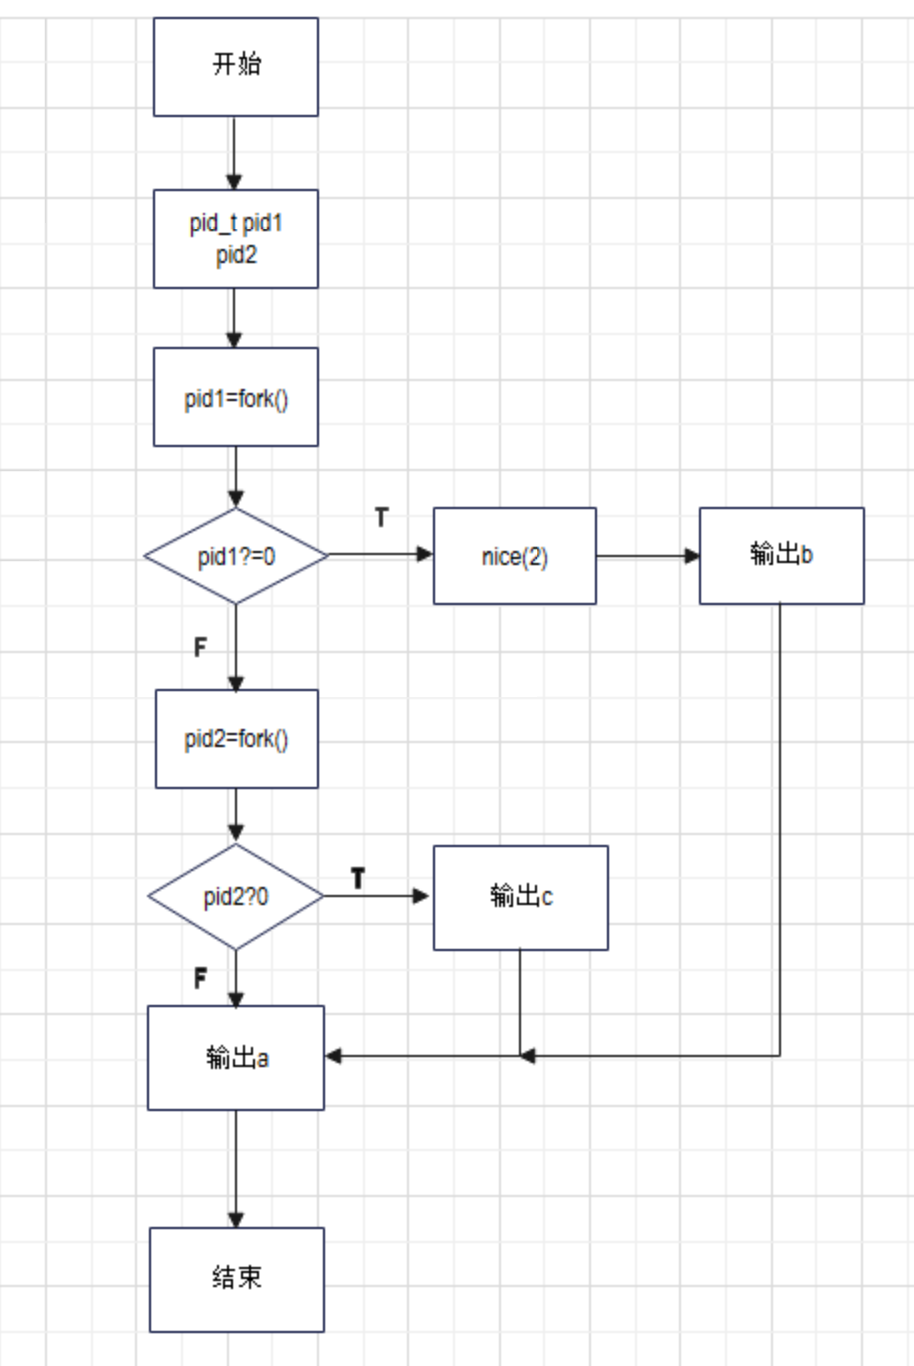 开始
pid_t pid1
pid2
pid1=fork()
T
pid1?=0
nice(2)
输出b
F
pid2=fork()
T
pid2?0
输出c
F
输出a
结束